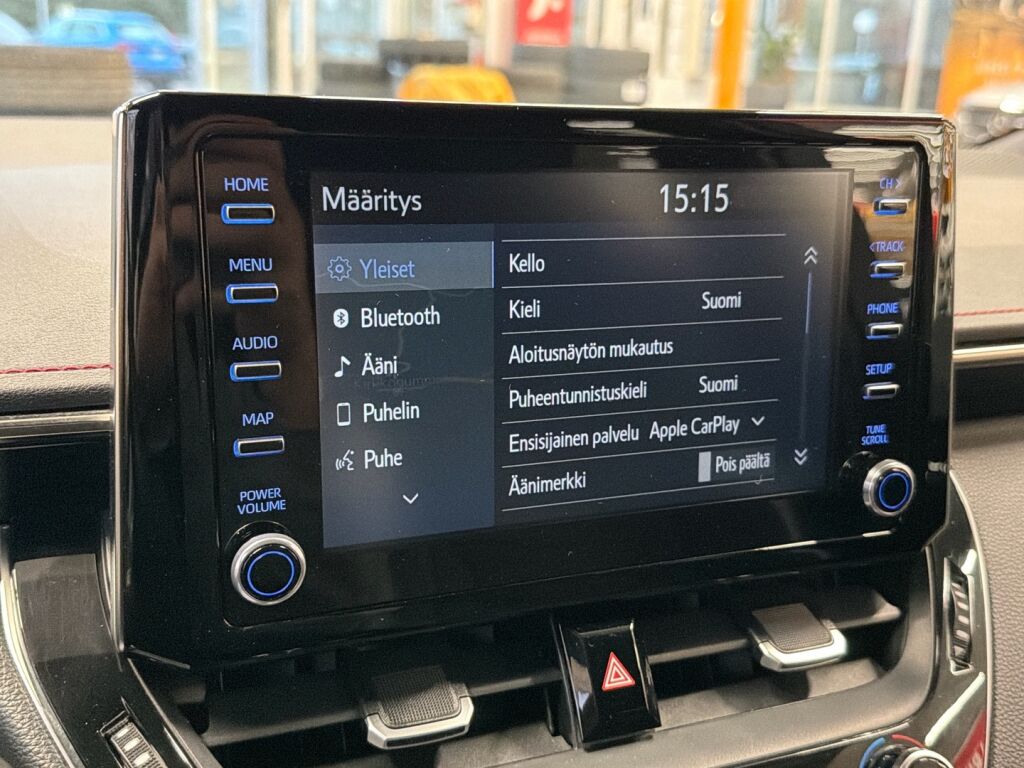 HOME
MENU
AUDIO
MAP
POWER
VOLUME
Määritys
15:15
Yleiset
Bluetooth
Ääni
Puhelin
Puhe
Kello
Kieli Suomi
Aloitusnäytön mukautus
Puheentunnistuskieli Suomi
Ensisijainen palvelu Apple CarPlay
Äänimerkki Pois päältä
CH >
< TRACK
PHONE
SETUP
TUNE
SCROLL